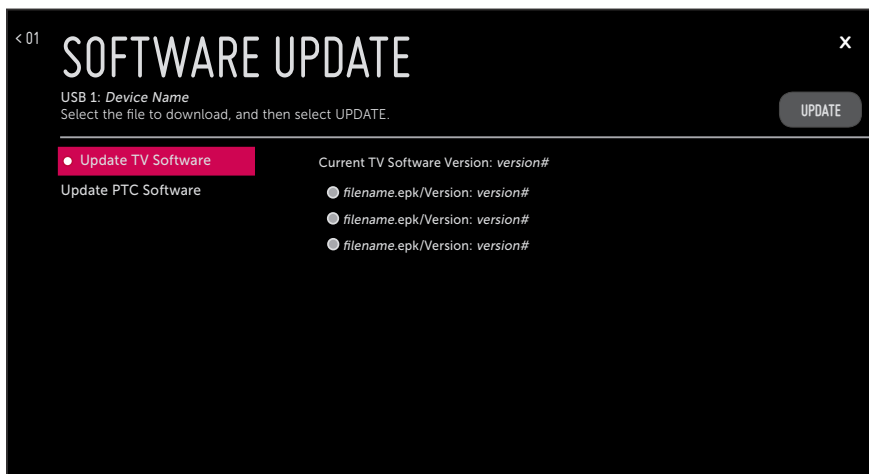 < 01
SOFTWARE UPDATE
X
USB 1: Device Name
Select the file to download, and then select UPDATE.
UPDATE
Update TV Software
Update PTC Software
Current TV Software Version: version#
filename.epk/Version: version#
filename.epk/Version: version#
filename.epk/Version: version#